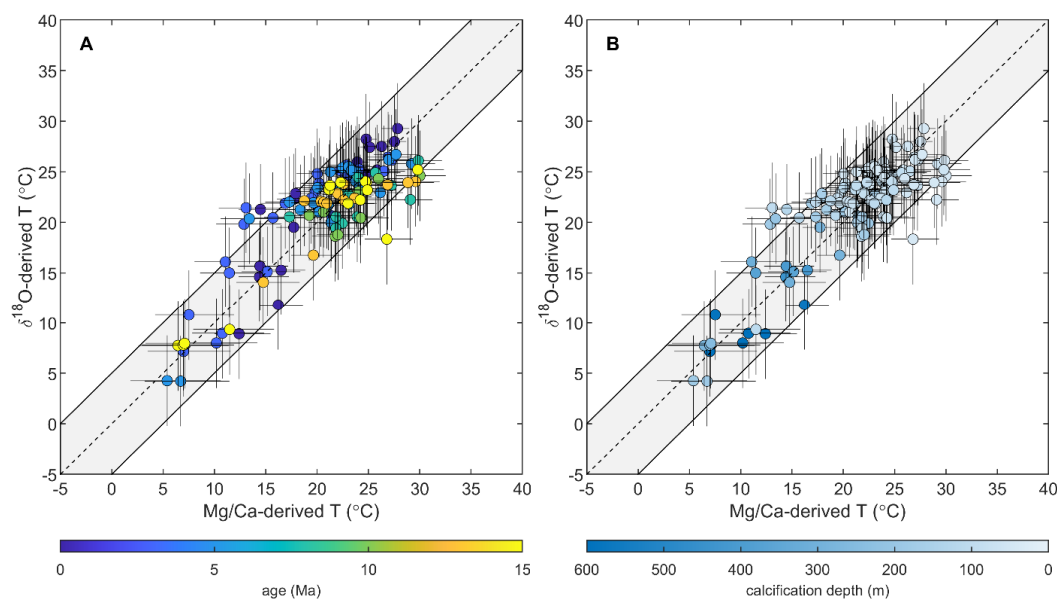 A
B
40
35
30
25
20
15
10
5
0
-5
40
35
30
25
20
15
10
5
0
-5
δ18O-derived T (°C)
δ18O-derived T (°C)
-5 0 5 10 15 20 25 30 35 40
-5 0 5 10 15 20 25 30 35 40
Mg/Ca-derived T (°C)
Mg/Ca-derived T (°C)
0 5 10 15
600 500 400 300 200 100 0
age (Ma)
calcification depth (m)